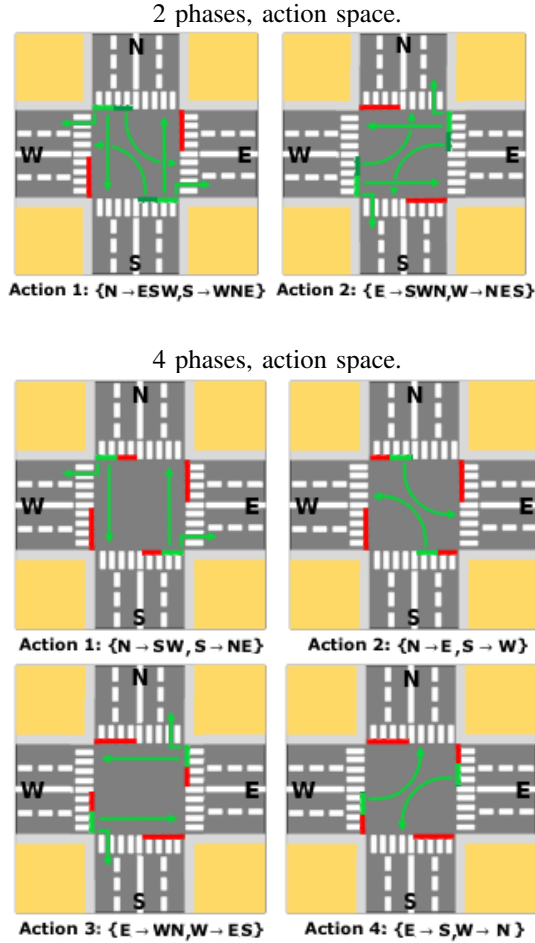 2 phases, action space.
N N
W E W E
S S
Action 1: {N→ESW,S→WNE} Action 2: {E→SWN,W→NES}
4 phases, action space.
N N
W E W E
S S
Action 1: {N→SW,S→NE} Action 2: {N→E,S→W}
N N
W E W E
S S
Action 3: {E→WN,W→ES} Action 4: {E→S,W→N}